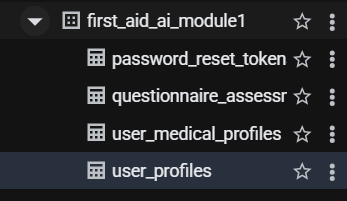 first_aid_ai_module1
password_reset_token
questionnaire_assessr
user_medical_profiles
user_profiles